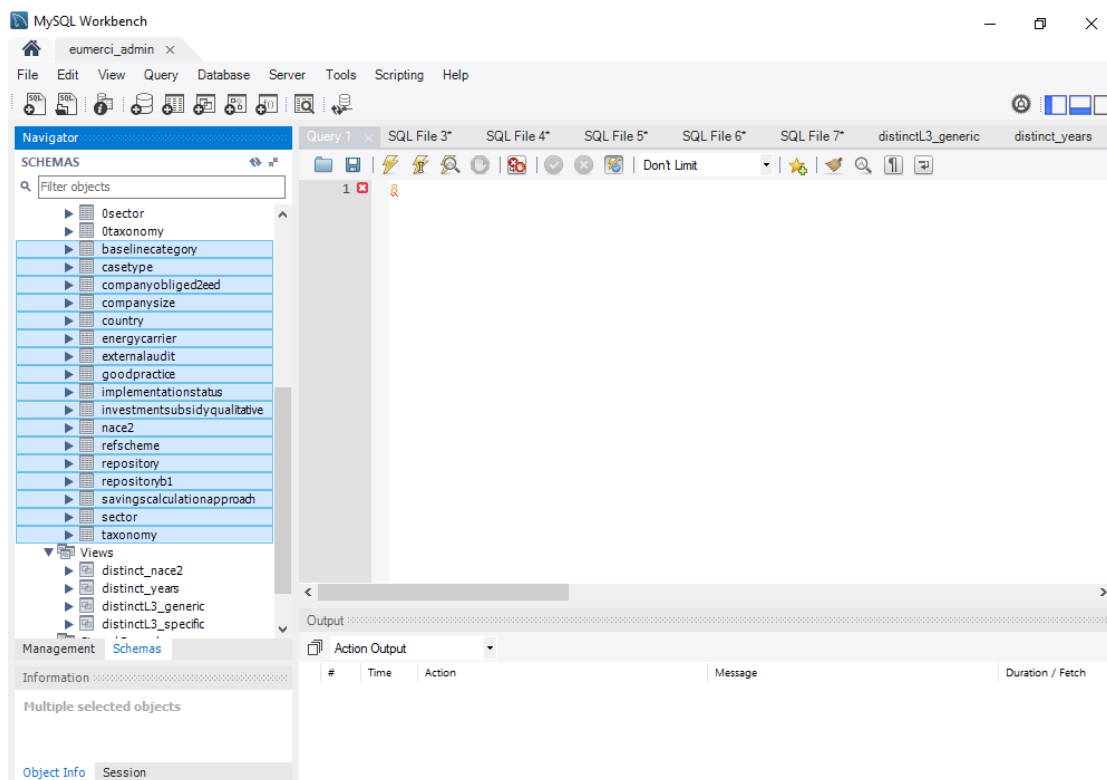 MySQL Workbench
eumerci_admin
File Edit View Query Database Server Tools Scripting Help
Navigator
SCHEMAS
Filter objects
0sector
0taxonomy
baselinecategory
casetype
companyobliged2eed
companysize
country
energycarrier
externalaudit
goodpractice
implementationstatus
investmentsubsidyqualitative
nace2
refscheme
repository
repositoryb1
savingscalculationapproach
sector
taxonomy
Views
distinct_nace2
distinct_years
distinctL3_generic
distinctL3_specific
Management Schemas
Information
Multiple selected objects
Object Info Session
Query 1 SQL File 3* SQL File 4* SQL File 5* SQL File 6* SQL File 7* distinctL3_generic distinct_years
Don't Limit
1 &
Output
Action Output
# Time Action Message Duration / Fetch